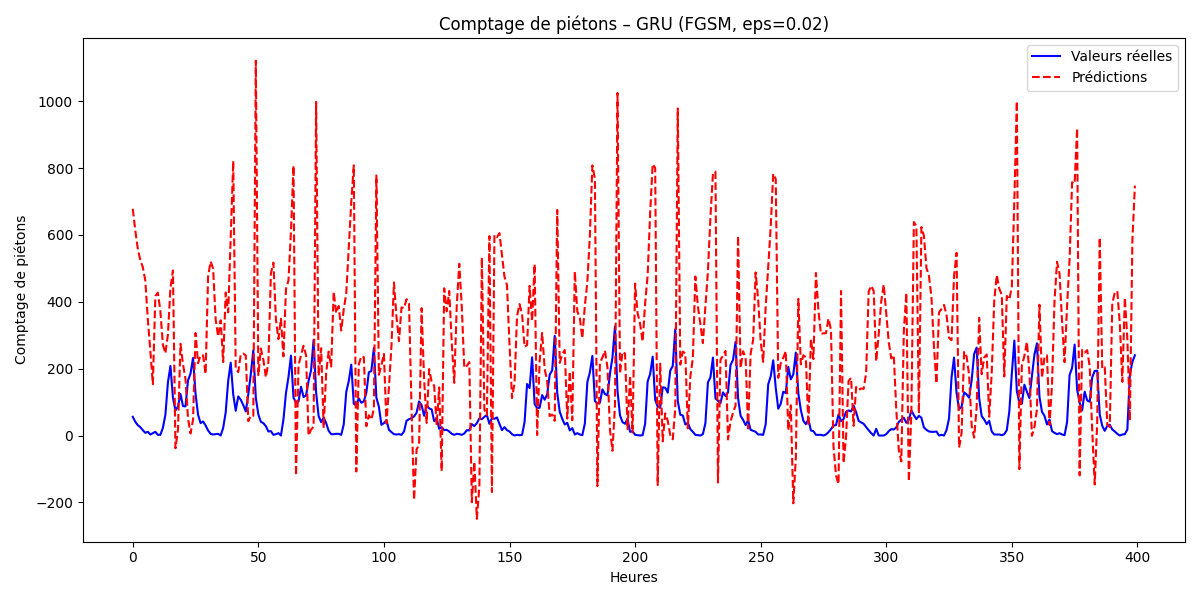 Comptage de piétons – GRU (FGSM, eps=0.02)
Valeurs réelles
Prédictions
Comptage de piétons
1000
800
600
400
200
0
−200
0 50 100 150 200 250 300 350 400
Heures